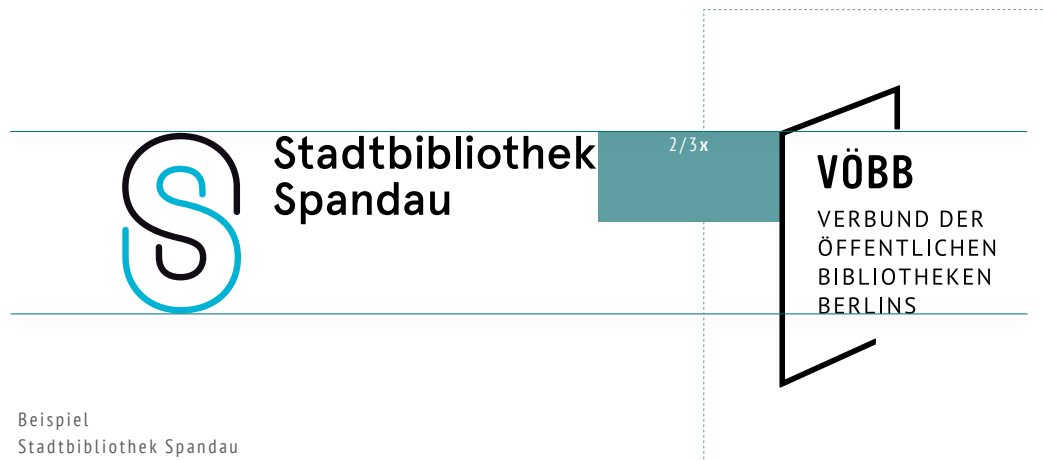 Stadtbibliothek
Spandau
2/3x
VÖBB
VERBUND DER
ÖFFENTLICHEN
BIBLIOTHEKEN
BERLINS
Beispiel
Stadtbibliothek Spandau